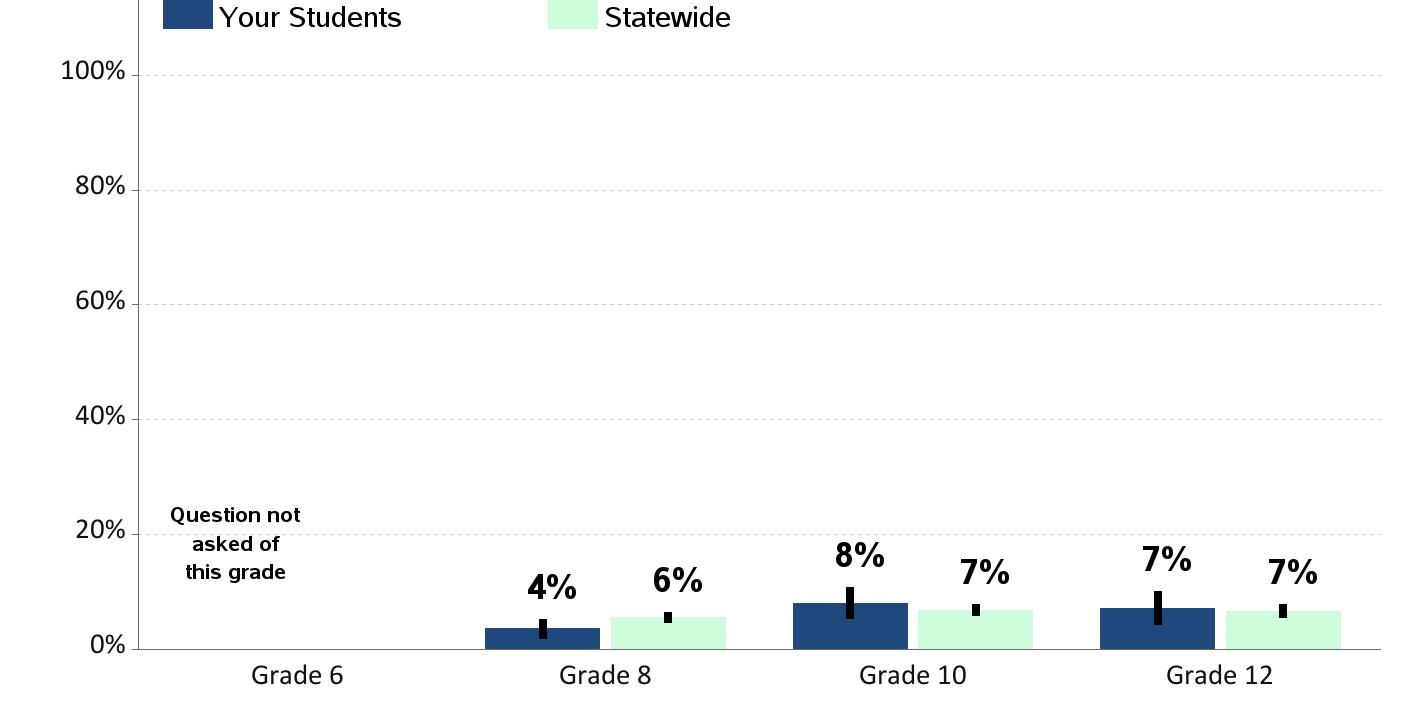 Your Students
Statewide
100%
80%
60%
40%
20%
0%
Question not
asked of
this grade
4%
6%
8%
7%
7%
7%
Grade 6
Grade 8
Grade 10
Grade 12